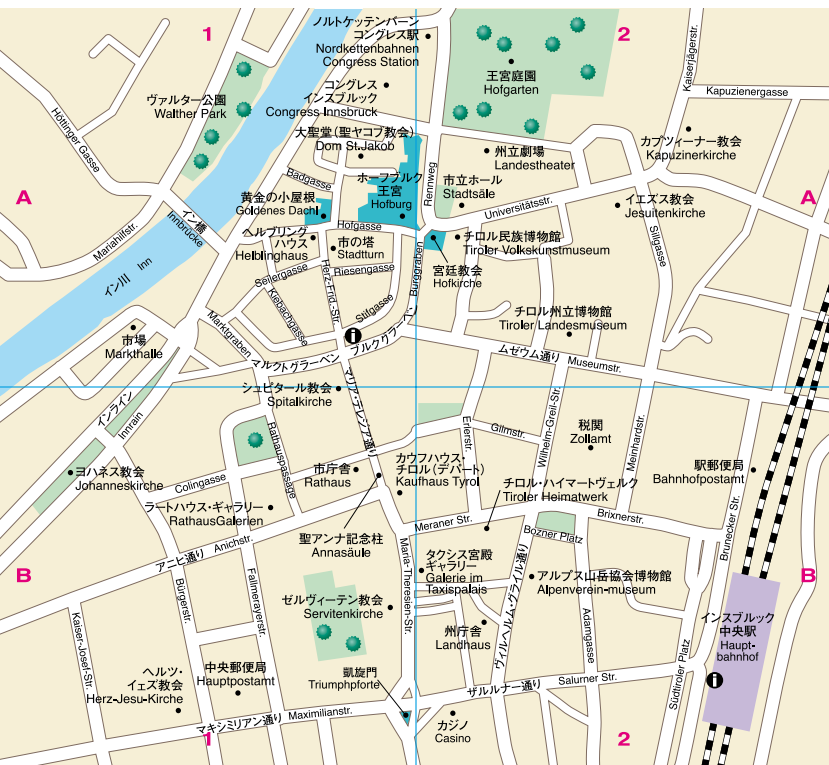 1
2
ノルトケッテンバーン
コングレス駅
Nordkettenbahnen
Congress Station
王宮庭園
Hofgarten
Kaiserjägerstr.
Kapuzinergasse
Höttinger Gasse
ヴァルター公園
Walther Park
コングレス
インスブルック
Congress Innsbruck
大聖堂(聖ヤコブ教会)
Dom St.Jakob
州立劇場
Landestheater
カプツィーナー教会
Kapuzinerkirche
A
Badgasse
ホーフブルク
王宮
Hofburg
Rennweg
市立ホール
Stadtsäle
Universitätsstr.
イエズス教会
Jesuitenkirche
A
黄金の小屋根
Goldenes Dachl
Hofgasse
イン橋
Innbrücke
Mariahilfstr.
ヘルブリング
ハウス
Helblinghaus
市の塔
Stadtturn
チロル民族博物館
Tiroler Volkskunstmuseum
宮廷教会
Hofkirche
Sillgasse
イン川 Inn
Seilergasse
Riesengasse
Herz-Frid.-Str.
Burggraben
Kiebachgasse
Stiftgasse
チロル州立博物館
Tiroler Landesmuseum
市場
Markthalle
Marktgraben
マルクトグラーベン
ブルクグラーベン
ムゼウム通り Museumstr.
シュピタール教会
Spitalkirche
マリア・テレジア通り
インライン
Innrain
Rathauspassage
Erlerstr.
Gilmstr.
Wilhelm-Greil-Str.
税関
Zollamt
Meinhardstr.
ヨハネス教会
Johanneskirche
Colingasse
市庁舎
Rathaus
カウフハウス・
チロル(デパート)
Kaufhaus Tyrol
チロル・ハイマートヴェルク
Tiroler Heimatwerk
駅郵便局
Bahnhofpostamt
ラートハウス・ギャラリー
RathausGalerien
Meraner Str.
Bozner Platz
Brixnerstr.
Brunecker Str.
聖アンナ記念柱
Annasäule
アニヒ通り Anichstr.
B
タクシス宮殿
ギャラリー
Galerie im
Taxispalais
アルプス山岳協会博物館
Alpenverein-museum
B
Bürgerstr.
Fallmerayerstr.
Maria-Theresien-Str.
ゼルヴィーテン教会
Servitenkirche
Kaiser-Josef-Str.
州庁舎
Landhaus
ヴィルヘルム・グライル通り
Adamgasse
インスブルック
中央駅
Haupt-
bahnhof
Südtiroler Platz
ヘルツ・
イェズ教会
Herz-Jesu-Kirche
中央郵便局
Hauptpostamt
凱旋門
Triumphpforte
ザルルナー通り Salurner Str.
マキシミリアン通り Maximilianstr.
カジノ
Casino
1
2